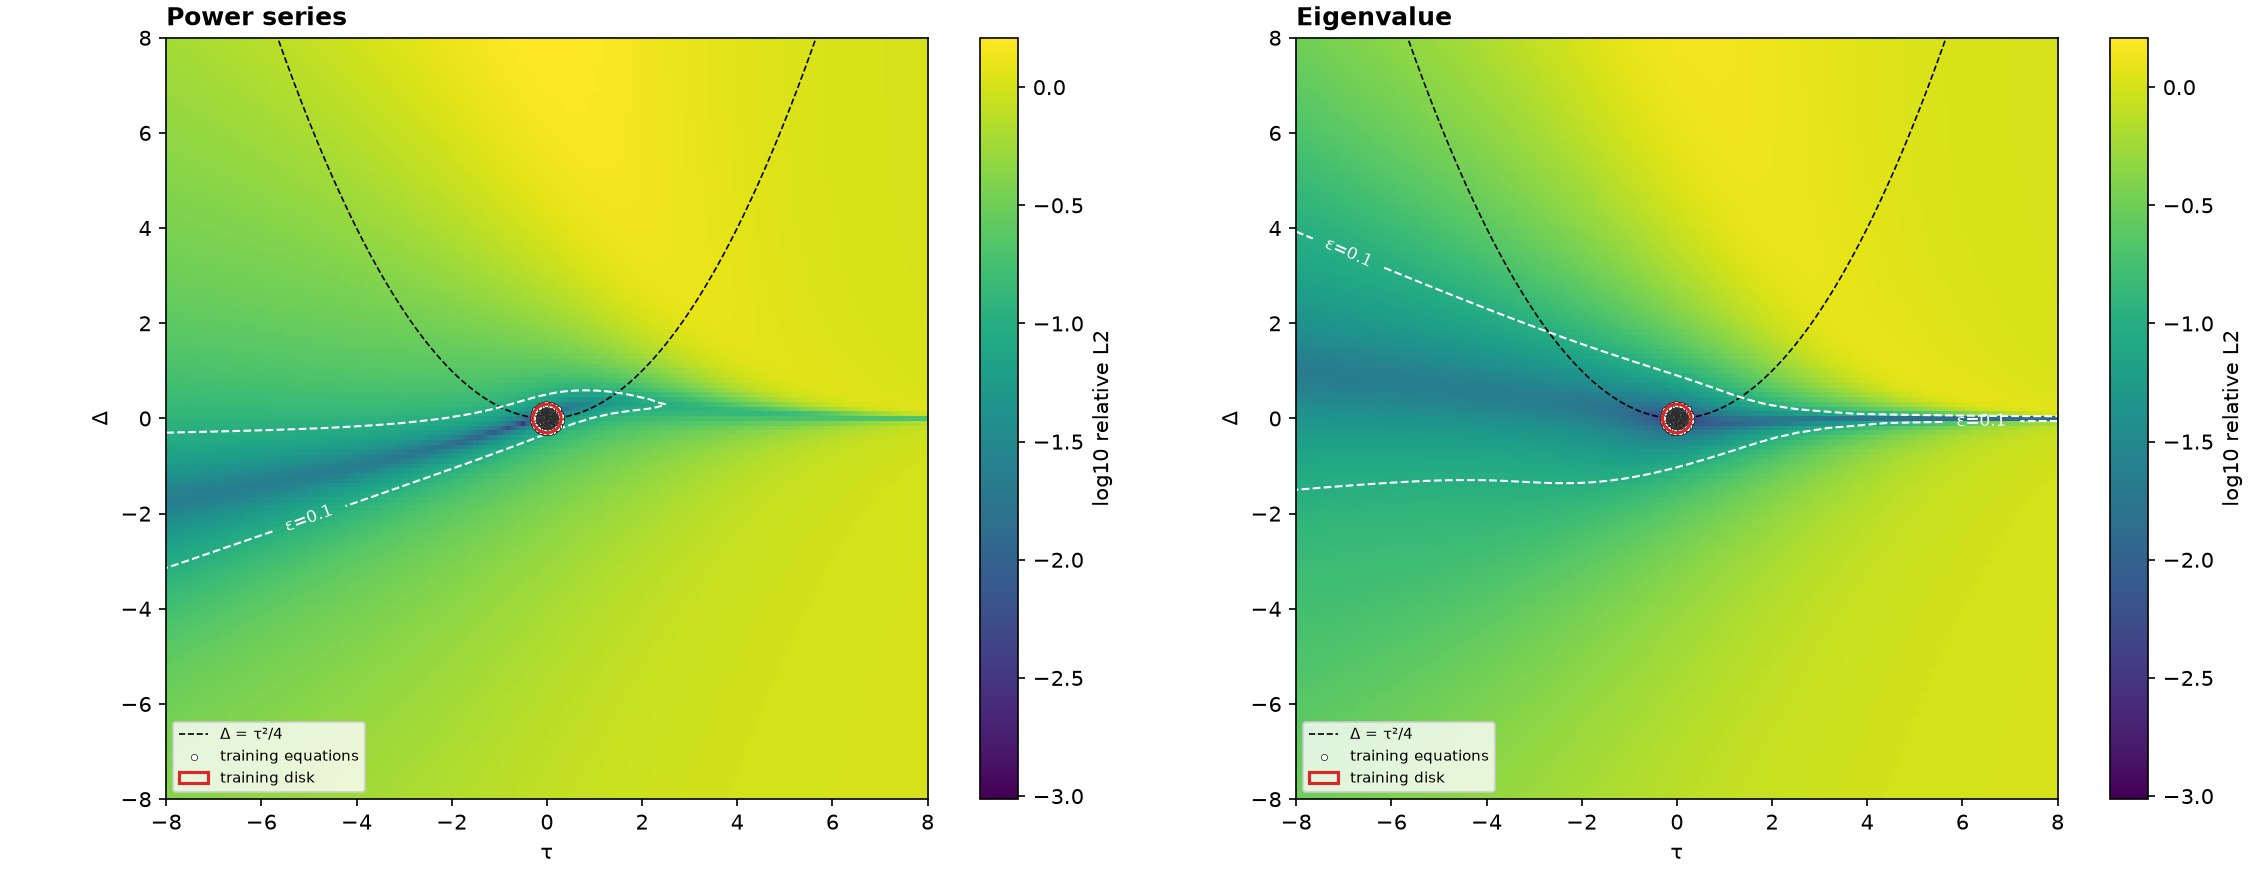 Power series
8
6
4
2
0
−2
−4
−6
−8
Δ
ε=0.1
Δ = τ²/4
training equations
training disk
−8 −6 −4 −2 0 2 4 6 8
τ
0.0
−0.5
−1.0
−1.5
−2.0
−2.5
−3.0
log10 relative L2
Eigenvalue
8
6
4
2
0
−2
−4
−6
−8
Δ
ε=0.1
ε=0.1
Δ = τ²/4
training equations
training disk
−8 −6 −4 −2 0 2 4 6 8
τ
0.0
−0.5
−1.0
−1.5
−2.0
−2.5
−3.0
log10 relative L2